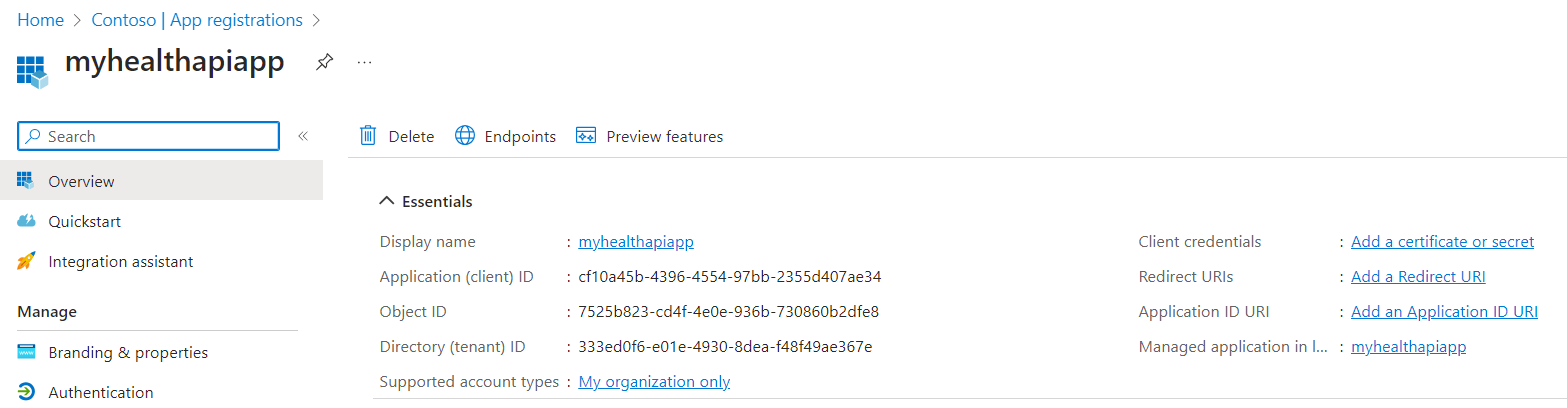 Home > Contoso | App registrations >
myhealthapiapp ...
Search «
Overview
Quickstart
Integration assistant
Manage
Branding & properties
Authentication
Delete Endpoints Preview features
Essentials
Display name : myhealthapiapp
Application (client) ID : cf10a45b-4396-4554-97bb-2355d407ae34
Object ID : 7525b823-cd4f-4e0e-936b-730860b2dfe8
Directory (tenant) ID : 333ed0f6-e01e-4930-8dea-f48f49ae367e
Supported account types : My organization only
Client credentials : Add a certificate or secret
Redirect URIs : Add a Redirect URI
Application ID URI : Add an Application ID URI
Managed application in l... : myhealthapiapp